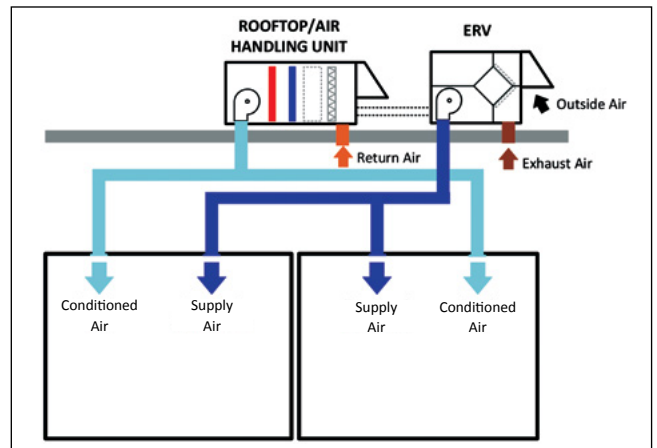 ROOFTOP/AIR
HANDLING UNIT
ERV
Outside Air
Return Air
Exhaust Air
Conditioned
Air
Supply
Air
Supply
Air
Conditioned
Air